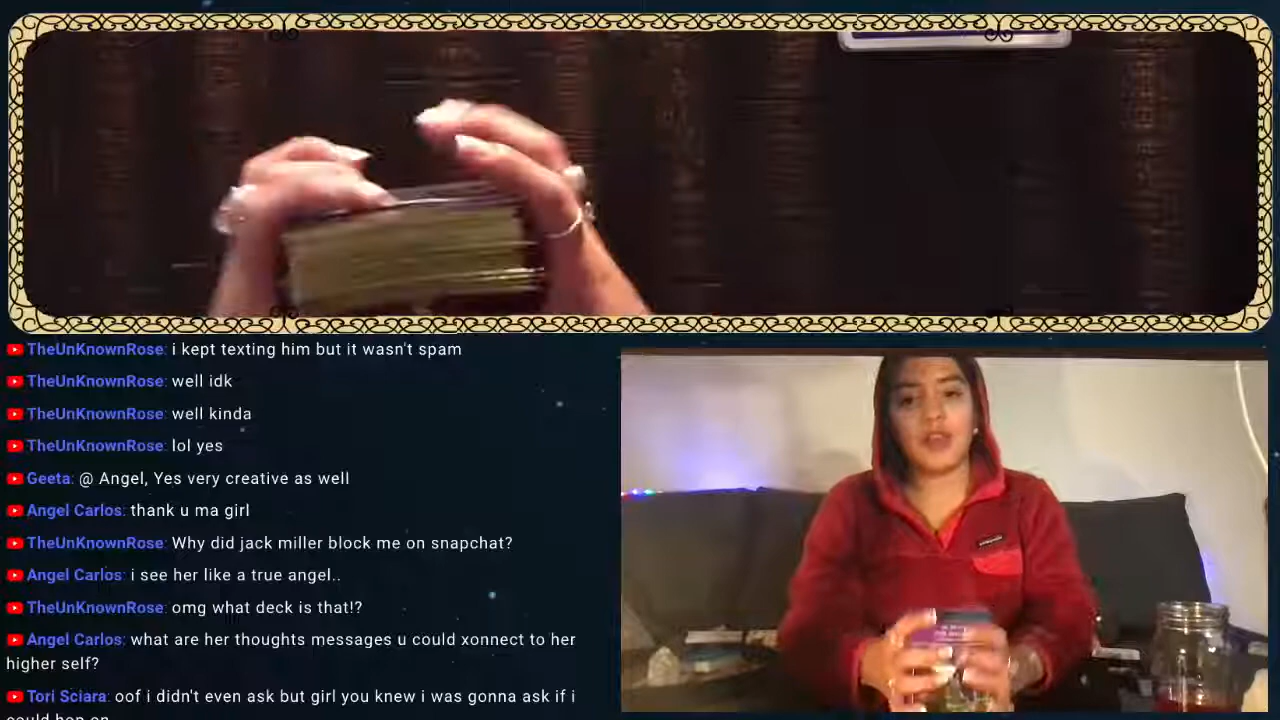 TheUnKnownRose: i kept texting him but it wasn't spam
TheUnKnownRose: well idk
TheUnKnownRose: well kinda
TheUnKnownRose: lol yes
Geeta: @ Angel, Yes very creative as well
Angel Carlos: thank u ma girl
TheUnKnownRose: Why did jack miller block me on snapchat?
Angel Carlos: i see her like a true angel..
TheUnKnownRose: omg what deck is that!?
Angel Carlos: what are her thoughts messages u could xonnect to her
higher self?
Tori Sciara: oof i didn't even ask but girl you knew i was gonna ask if i
could hop on